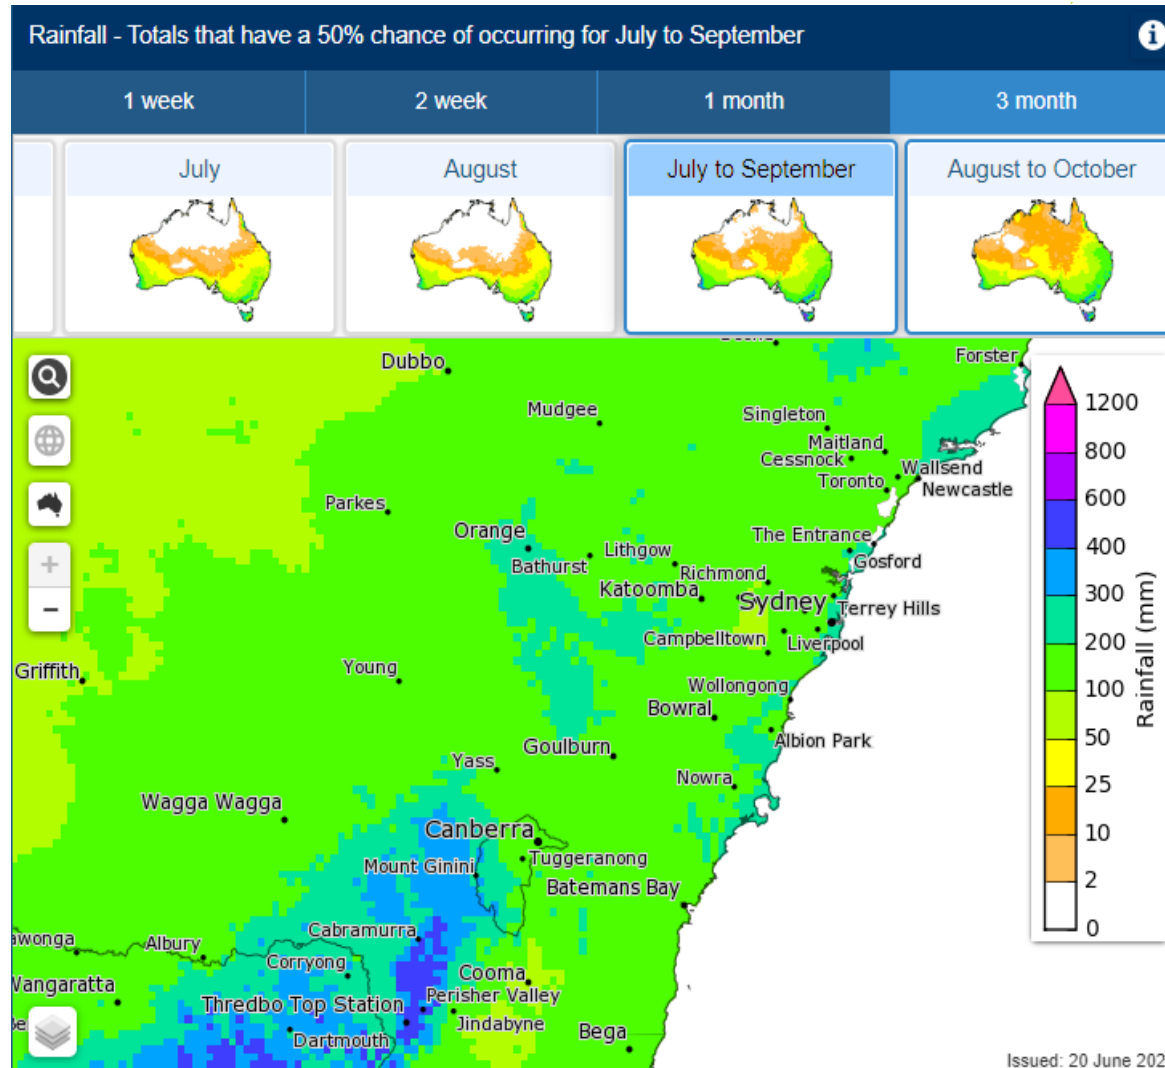 Rainfall - Totals that have a 50% chance of occurring for July to September
i
1 week
2 week
1 month
3 month
July
August
July to September
August to October
Dubbo
Forster
Mudgee
Singleton
Maitland
Cessnock
Wallsend
Toronto
Newcastle
Parkes
Orange
The Entrance
Lithgow
Bathurst
Gosford
Richmond
Katoomba
Sydney
Terrey Hills
Campbelltown
Liverpool
Griffith
Young
Wollongong
Bowral
Goulburn
Albion Park
Yass
Nowra
Wagga Wagga
Canberra
Tuggeranong
Mount Ginini
Batemans Bay
Cabramurra
awonga
Albury
Corryong
Cooma
Wangaratta
Perisher Valley
Thredbo Top Station
Jindabyne
Dartmouth
Bega
1200
800
600
400
300
200
100
50
25
10
2
0
Rainfall (mm)
+
−
Issued: 20 June 202